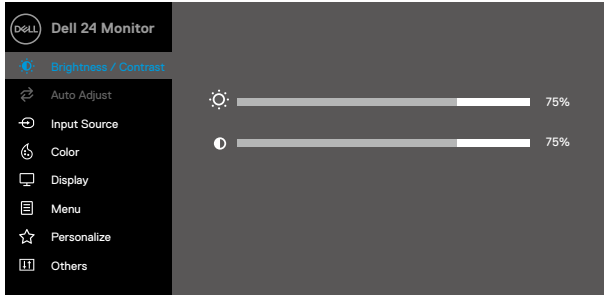 DELL Dell 24 Monitor
Brightness / Contrast
Auto Adjust
75%
Input Source
Color
75%
Display
Menu
Personalize
Others